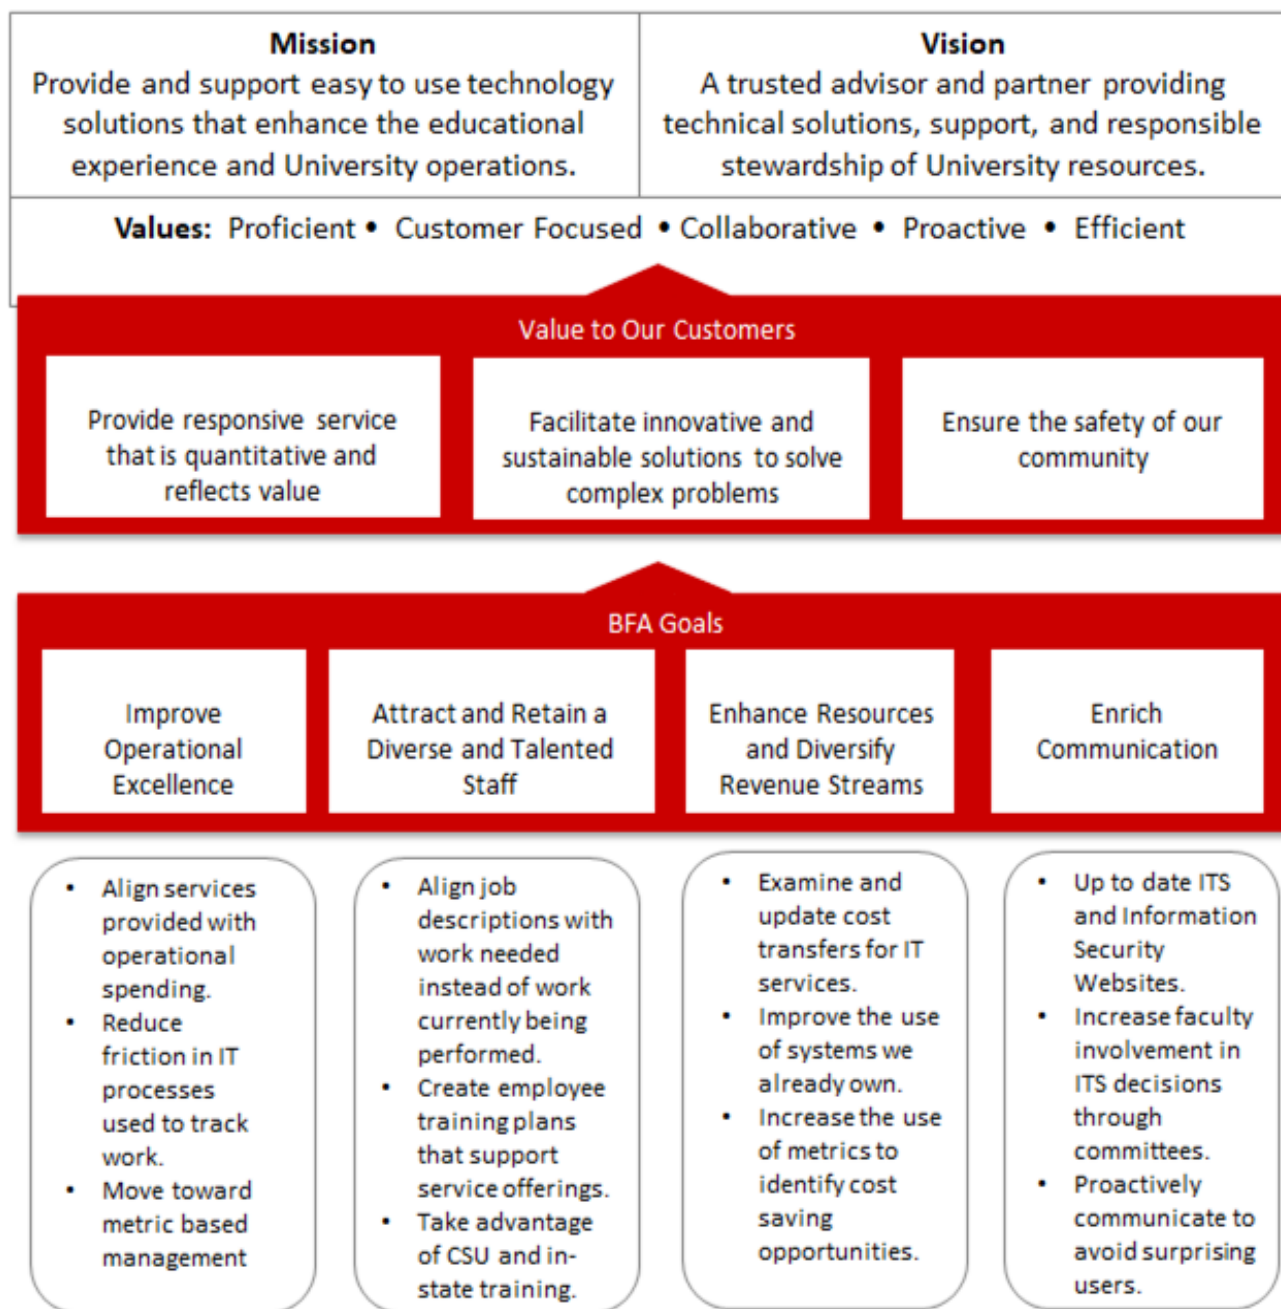 Mission
Provide and support easy to use technology
solutions that enhance the educational
experience and University operations.
Vision
A trusted advisor and partner providing
technical solutions, support, and responsible
stewardship of University resources.
Values: Proficient • Customer Focused • Collaborative • Proactive • Efficient
Value to Our Customers
Provide responsive service
that is quantitative and
reflects value
Facilitate innovative and
sustainable solutions to solve
complex problems
Ensure the safety of our
community
BFA Goals
Improve
Operational
Excellence
Attract and Retain a
Diverse and Talented
Staff
Enhance Resources
and Diversify
Revenue Streams
Enrich
Communication
• Align services
provided with
operational
spending.
• Reduce
friction in IT
processes
used to track
work.
• Move toward
metric based
management
• Align job
descriptions with
work needed
instead of work
currently being
performed.
• Create employee
training plans
that support
service offerings.
• Take advantage
of CSU and in-
state training.
• Examine and
update cost
transfers for IT
services.
• Improve the use
of systems we
already own.
• Increase the use
of metrics to
identify cost
saving
opportunities.
• Up to date ITS
and Information
Security
Websites.
• Increase faculty
involvement in
ITS decisions
through
committees.
• Proactively
communicate to
avoid surprising
users.